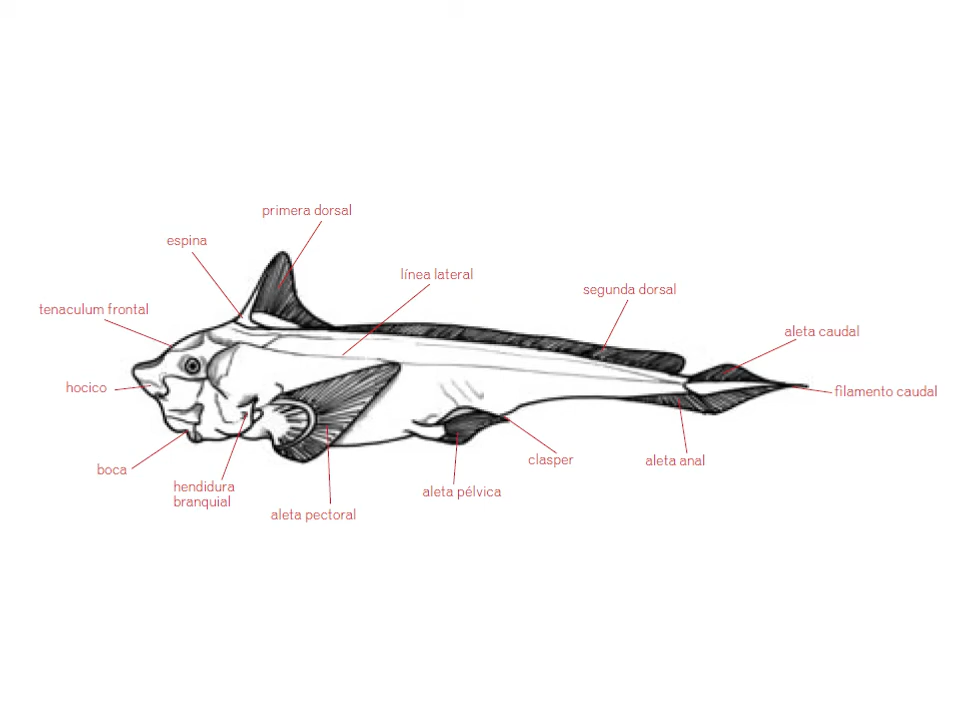 primera dorsal
espina
línea lateral
segunda dorsal
tenaculum frontal
aleta caudal
hocico
filamento caudal
boca
clasper
aleta anal
hendidura
branquial
aleta pélvica
aleta pectoral